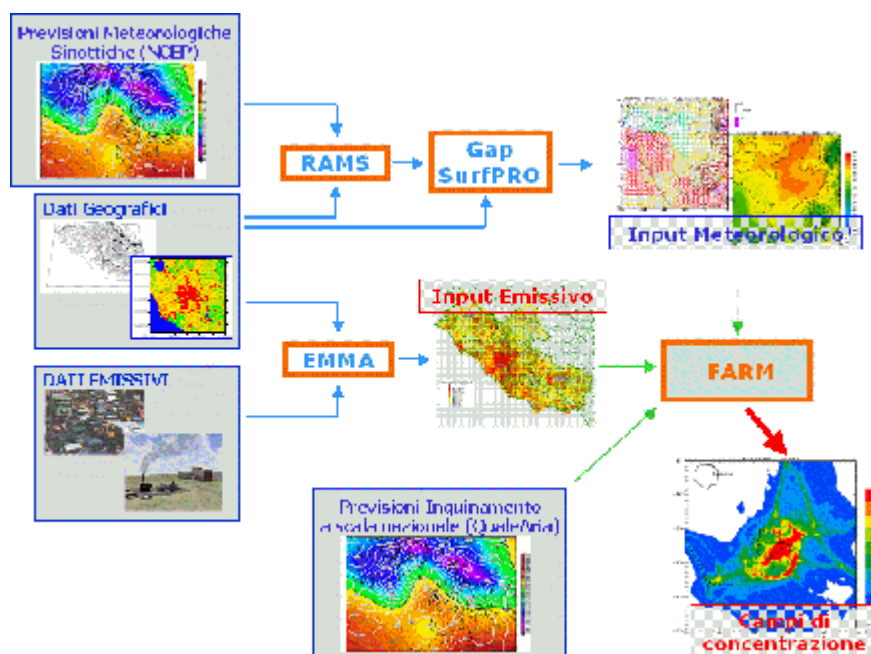 Previsioni Meteorologiche
Sinottiche (NCEP)
RAMS
Gap
SurfPRO
Input Meteorologico
Dati Geografici
Input Emissivo
EMMA
FARM
DATI EMISSIVI
Previsioni Inquinamento
a scala nazionale (QualeAria)
Campi di
concentrazione